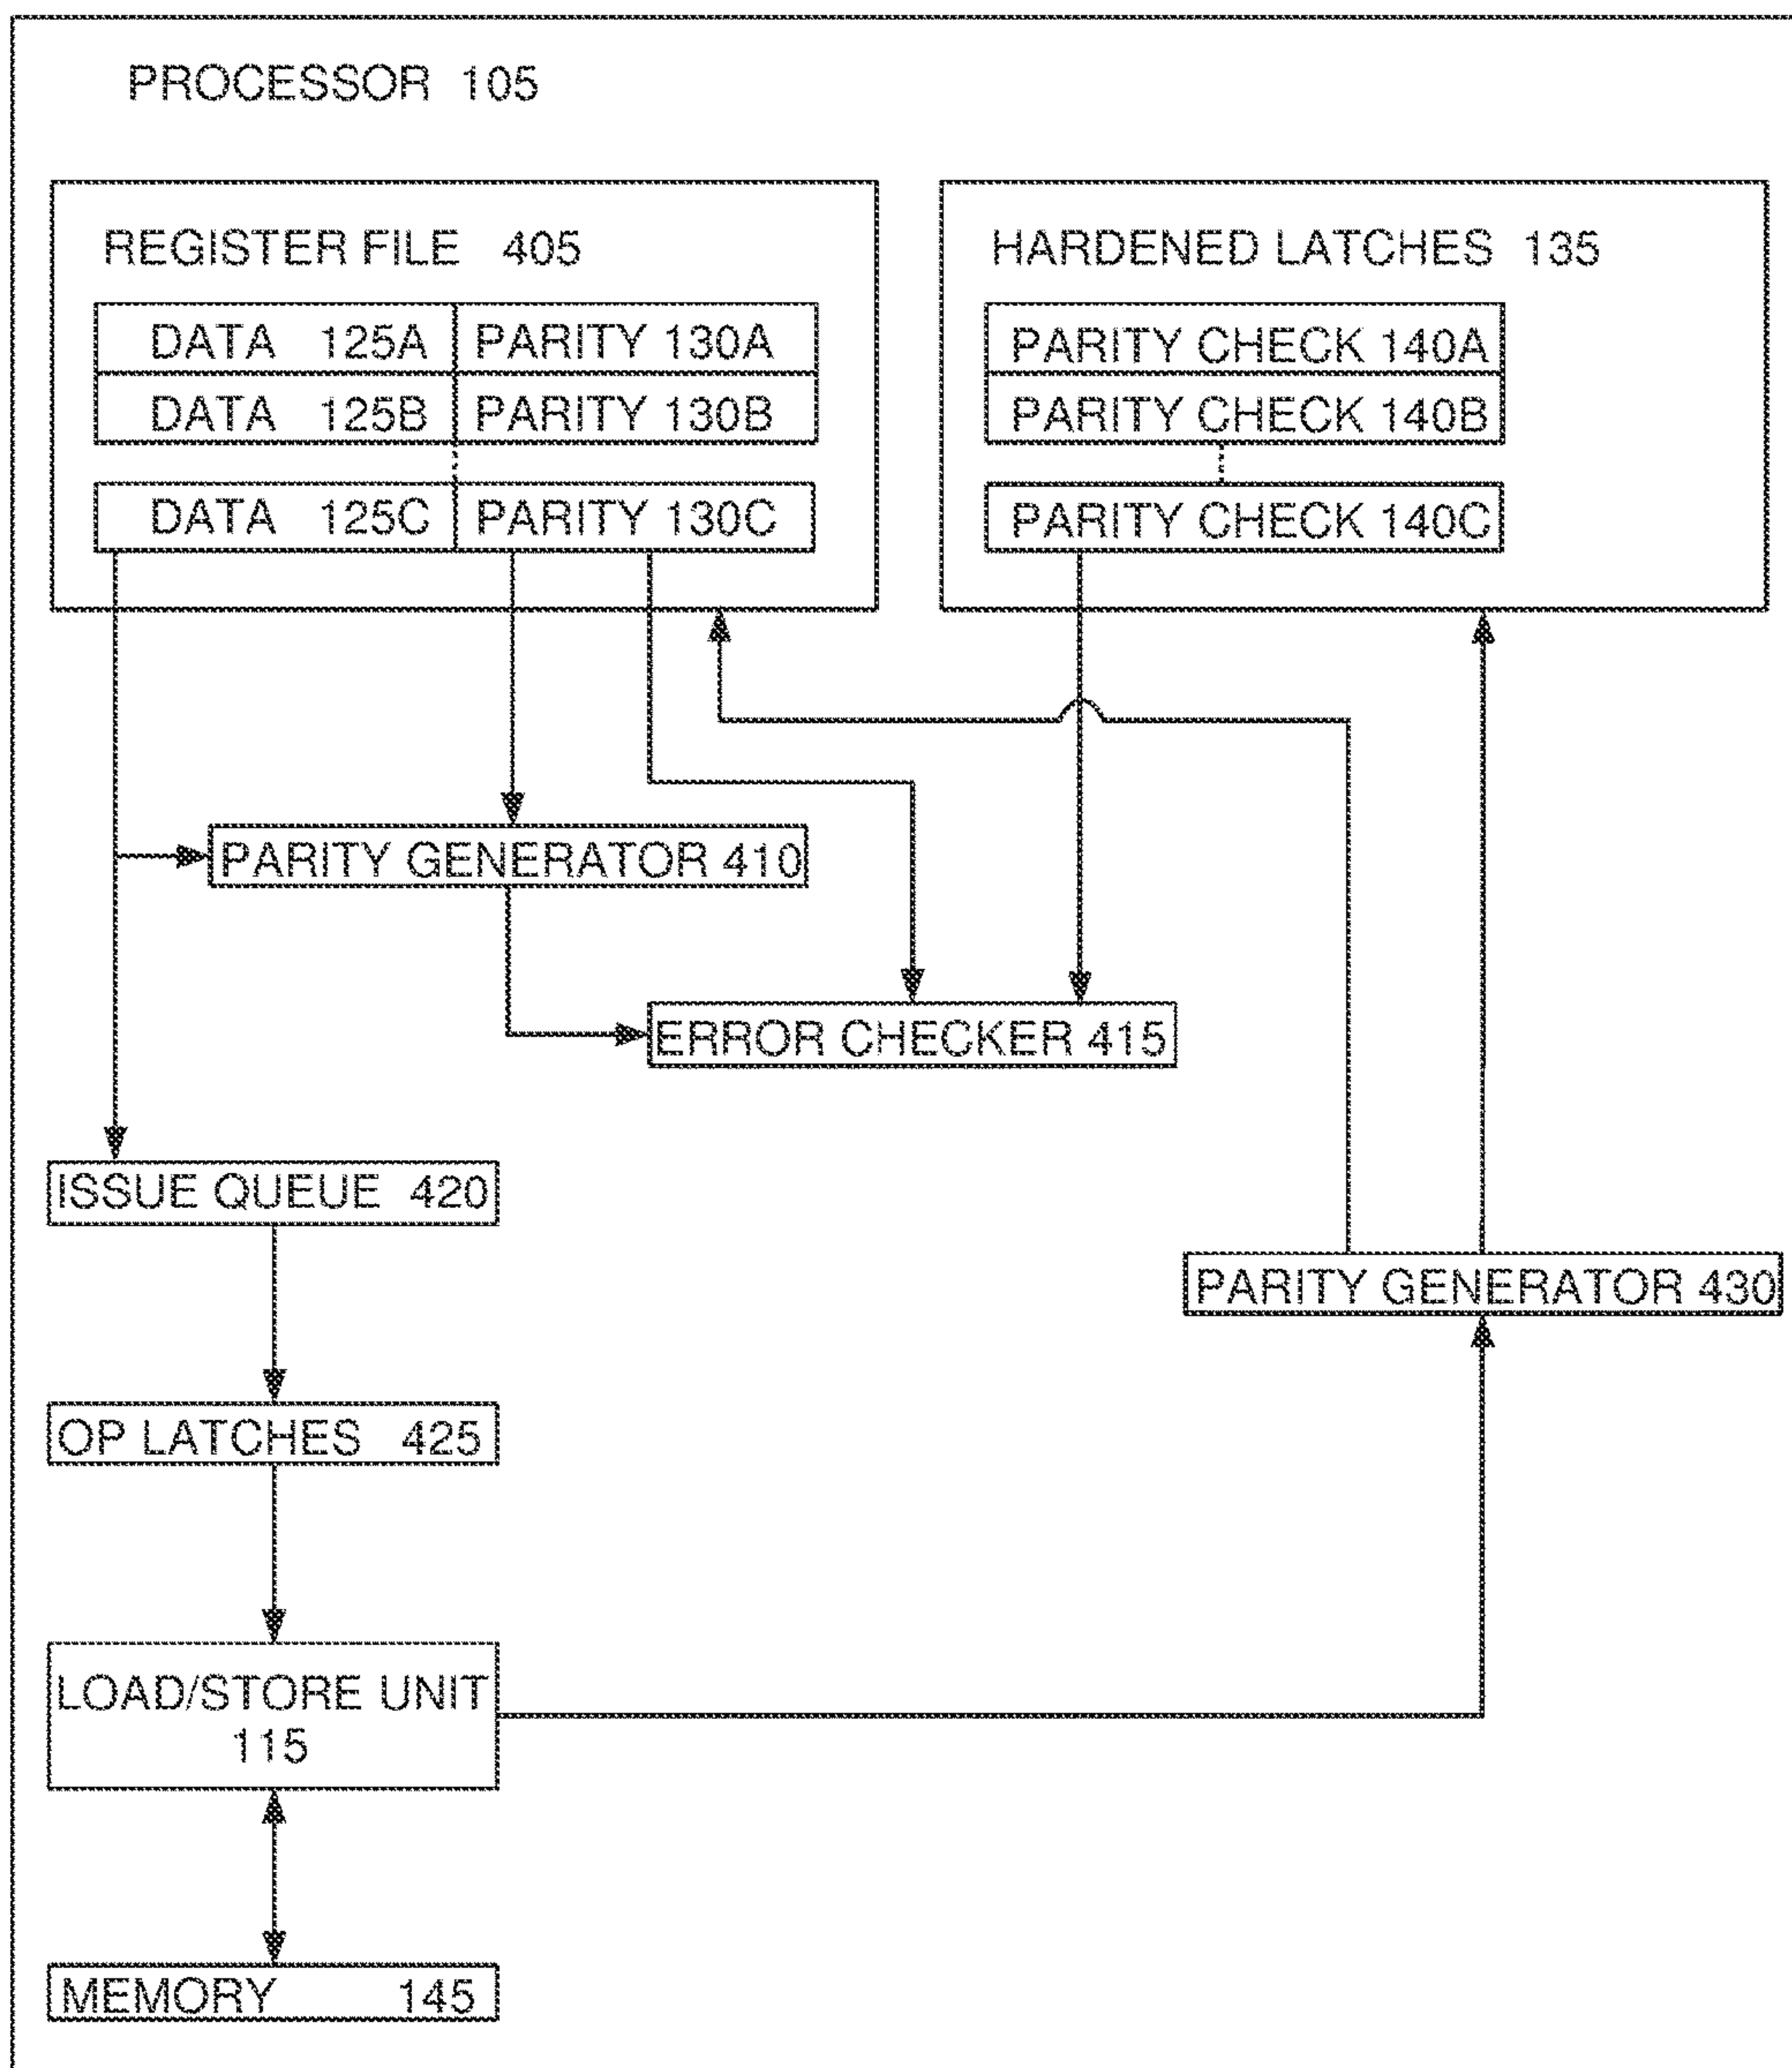 PROCESSOR 105
REGISTER FILE 405
DATA 125A PARITY 130A
DATA 125B PARITY 130B
DATA 125C PARITY 130C
HARDENED LATCHES 135
PARITY CHECK 140A
PARITY CHECK 140B
PARITY CHECK 140C
PARITY GENERATOR 410
ERROR CHECKER 415
ISSUE QUEUE 420
PARITY GENERATOR 430
OP LATCHES 425
LOAD/STORE UNIT
115
MEMORY 145